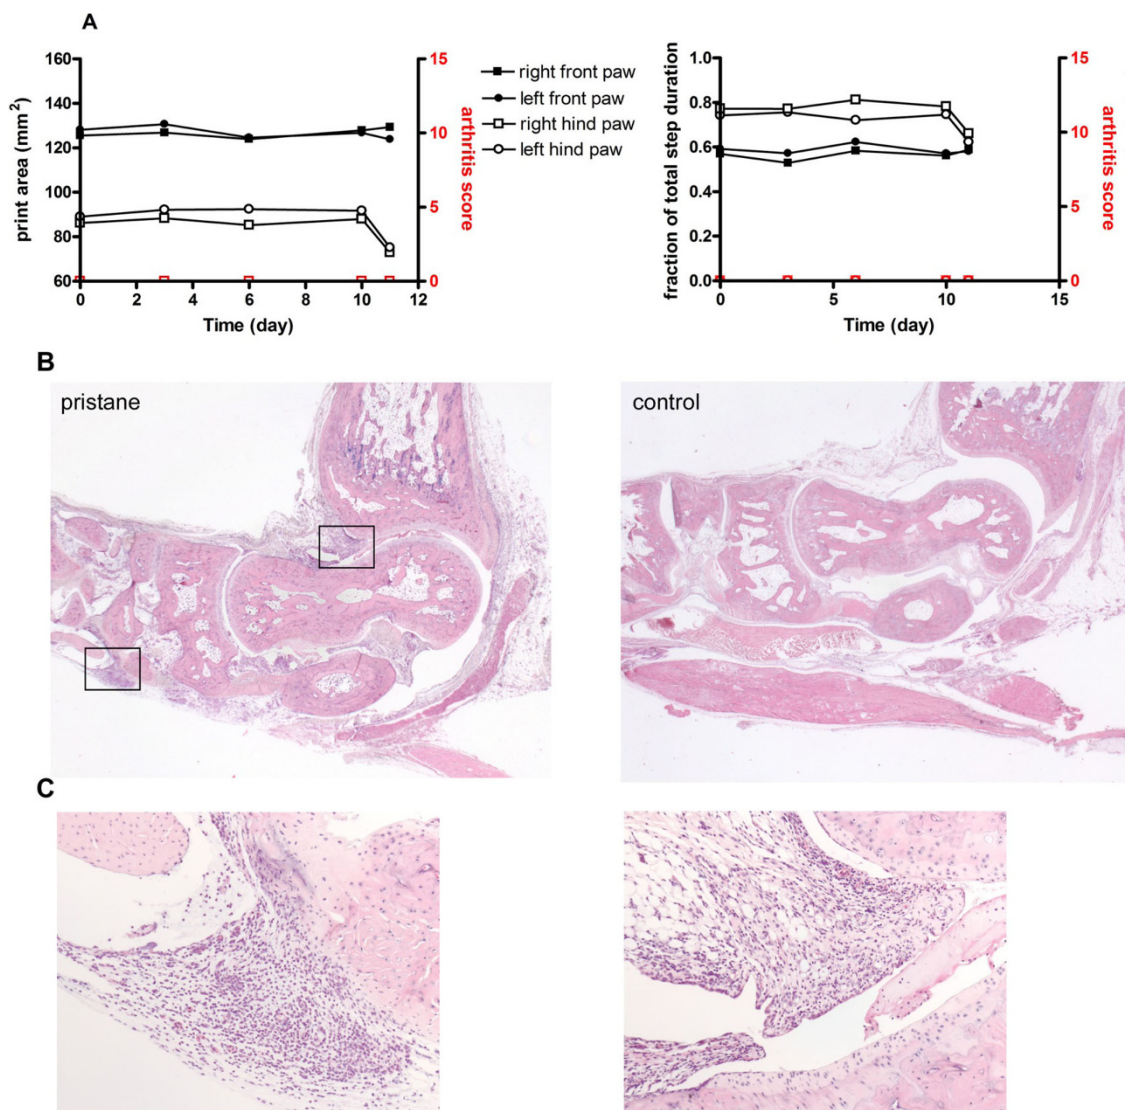 A
print area (mm²)
160
140
120
100
80
60
0
2
4
6
8
10
12
Time (day)
15
10
5
0
arthritis score
right front paw
left front paw
right hind paw
left hind paw
fraction of total step duration
1.0
0.8
0.6
0.4
0.2
0.0
0
5
10
15
Time (day)
15
10
5
0
arthritis score
B
pristane
control
C